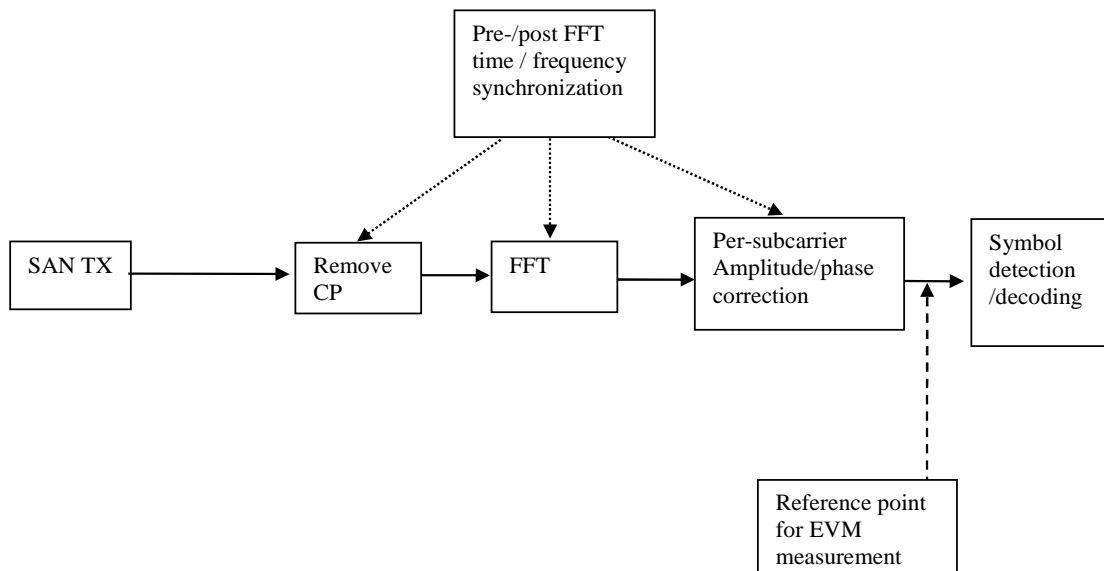 Pre-/post FFT
time / frequency
synchronization
SAN TX
Remove
CP
FFT
Per-subcarrier
Amplitude/phase
correction
Symbol
detection
/decoding
Reference point
for EVM
measurement